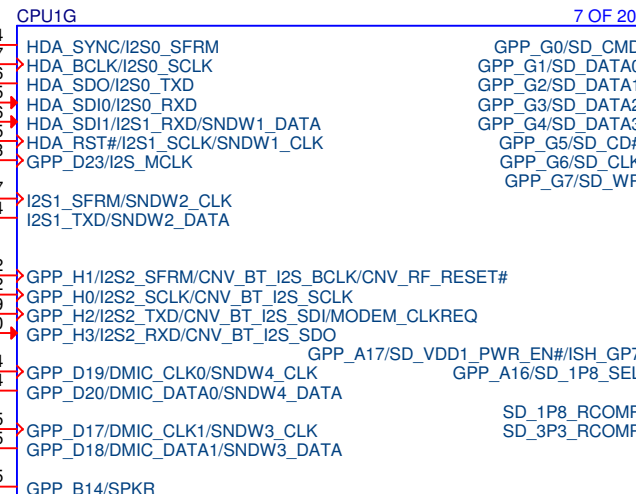 CPU1G 7 OF 20
HDA_SYNC/I2S0_SFRM GPP_G0/SD_CMD
HDA_BCLK/I2S0_SCLK GPP_G1/SD_DATA0
HDA_SDO/I2S0_TXD GPP_G2/SD_DATA1
HDA_SDI0/I2S0_RXD GPP_G3/SD_DATA2
HDA_SDI1/I2S1_RXD/SNDW1_DATA GPP_G4/SD_DATA3
HDA_RST#/I2S1_SCLK/SNDW1_CLK GPP_G5/SD_CD#
GPP_D23/I2S_MCLK GPP_G6/SD_CLK
GPP_G7/SD_WP
I2S1_SFRM/SNDW2_CLK
I2S1_TXD/SNDW2_DATA
GPP_H1/I2S2_SFRM/CNV_BT_I2S_BCLK/CNV_RF_RESET#
GPP_H0/I2S2_SCLK/CNV_BT_I2S_SCLK
GPP_H2/I2S2_TXD/CNV_BT_I2S_SDI/MODEM_CLKREQ
GPP_H3/I2S2_RXD/CNV_BT_I2S_SDO
GPP_A17/SD_VDD1_PWR_EN#/ISH_GP7
GPP_D19/DMIC_CLK0/SNDW4_CLK GPP_A16/SD_1P8_SEL
GPP_D20/DMIC_DATA0/SNDW4_DATA
SD_1P8_RCOMP
GPP_D17/DMIC_CLK1/SNDW3_CLK SD_3P3_RCOMP
GPP_D18/DMIC_DATA1/SNDW3_DATA
GPP_B14/SPKR